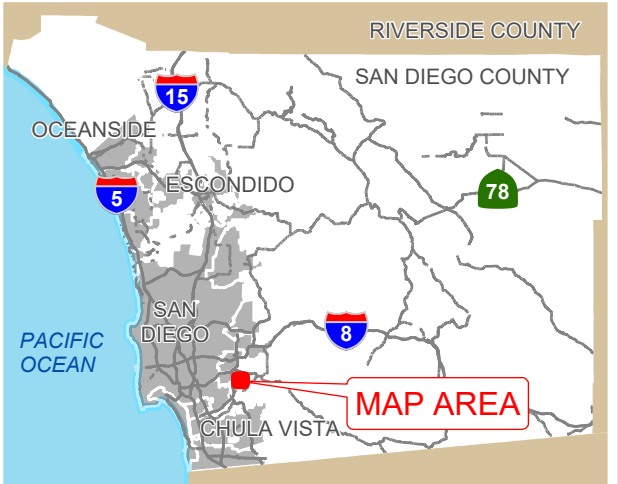 RIVERSIDE COUNTY
SAN DIEGO COUNTY
15
OCEANSIDE
ESCONDIDO
5
78
SAN
DIEGO
8
PACIFIC
OCEAN
MAP AREA
CHULA VISTA